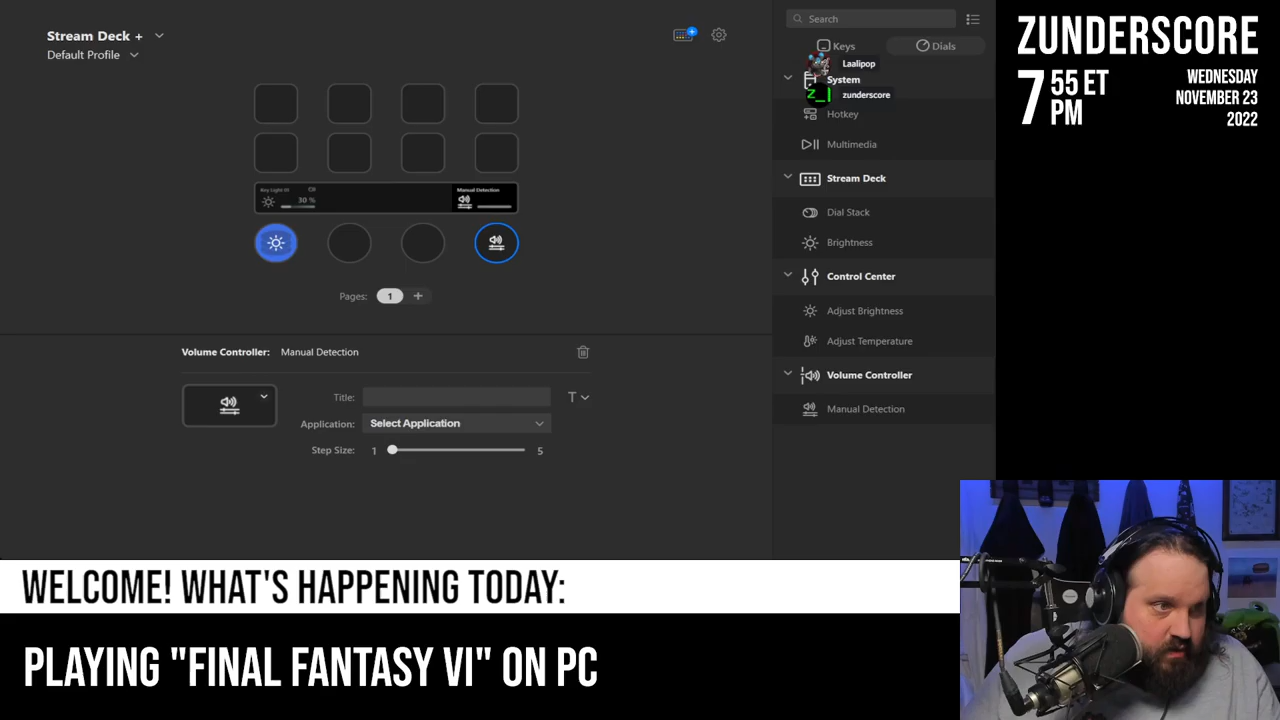 Stream Deck +
Default Profile
Key Light 01
30 %
Manual Detection
Pages:
1
+
Volume Controller: Manual Detection
Title:
T
Application:
Select Application
Step Size:
1
5
Search
Keys
Dials
Laalipop
System
z_
zunderscore
Hotkey
Multimedia
Stream Deck
Dial Stack
Brightness
Control Center
Adjust Brightness
Adjust Temperature
Volume Controller
Manual Detection
ZUNDERSCORE
7 55 ET
PM
WEDNESDAY
NOVEMBER 23
2022
WELCOME! WHAT'S HAPPENING TODAY:
PLAYING "FINAL FANTASY VI" ON PC